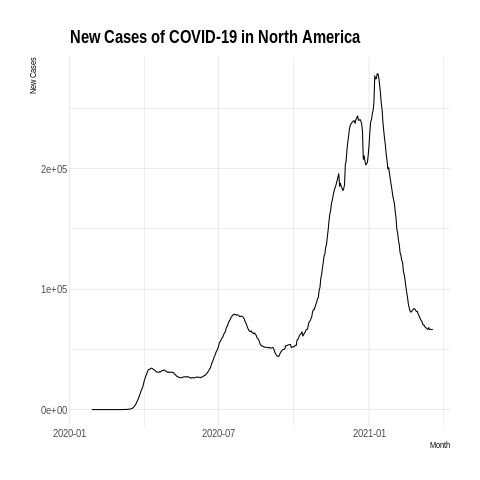 New Cases of COVID-19 in North America
New Cases
2e+05
1e+05
0e+00
2020-01 2020-07 2021-01
Month